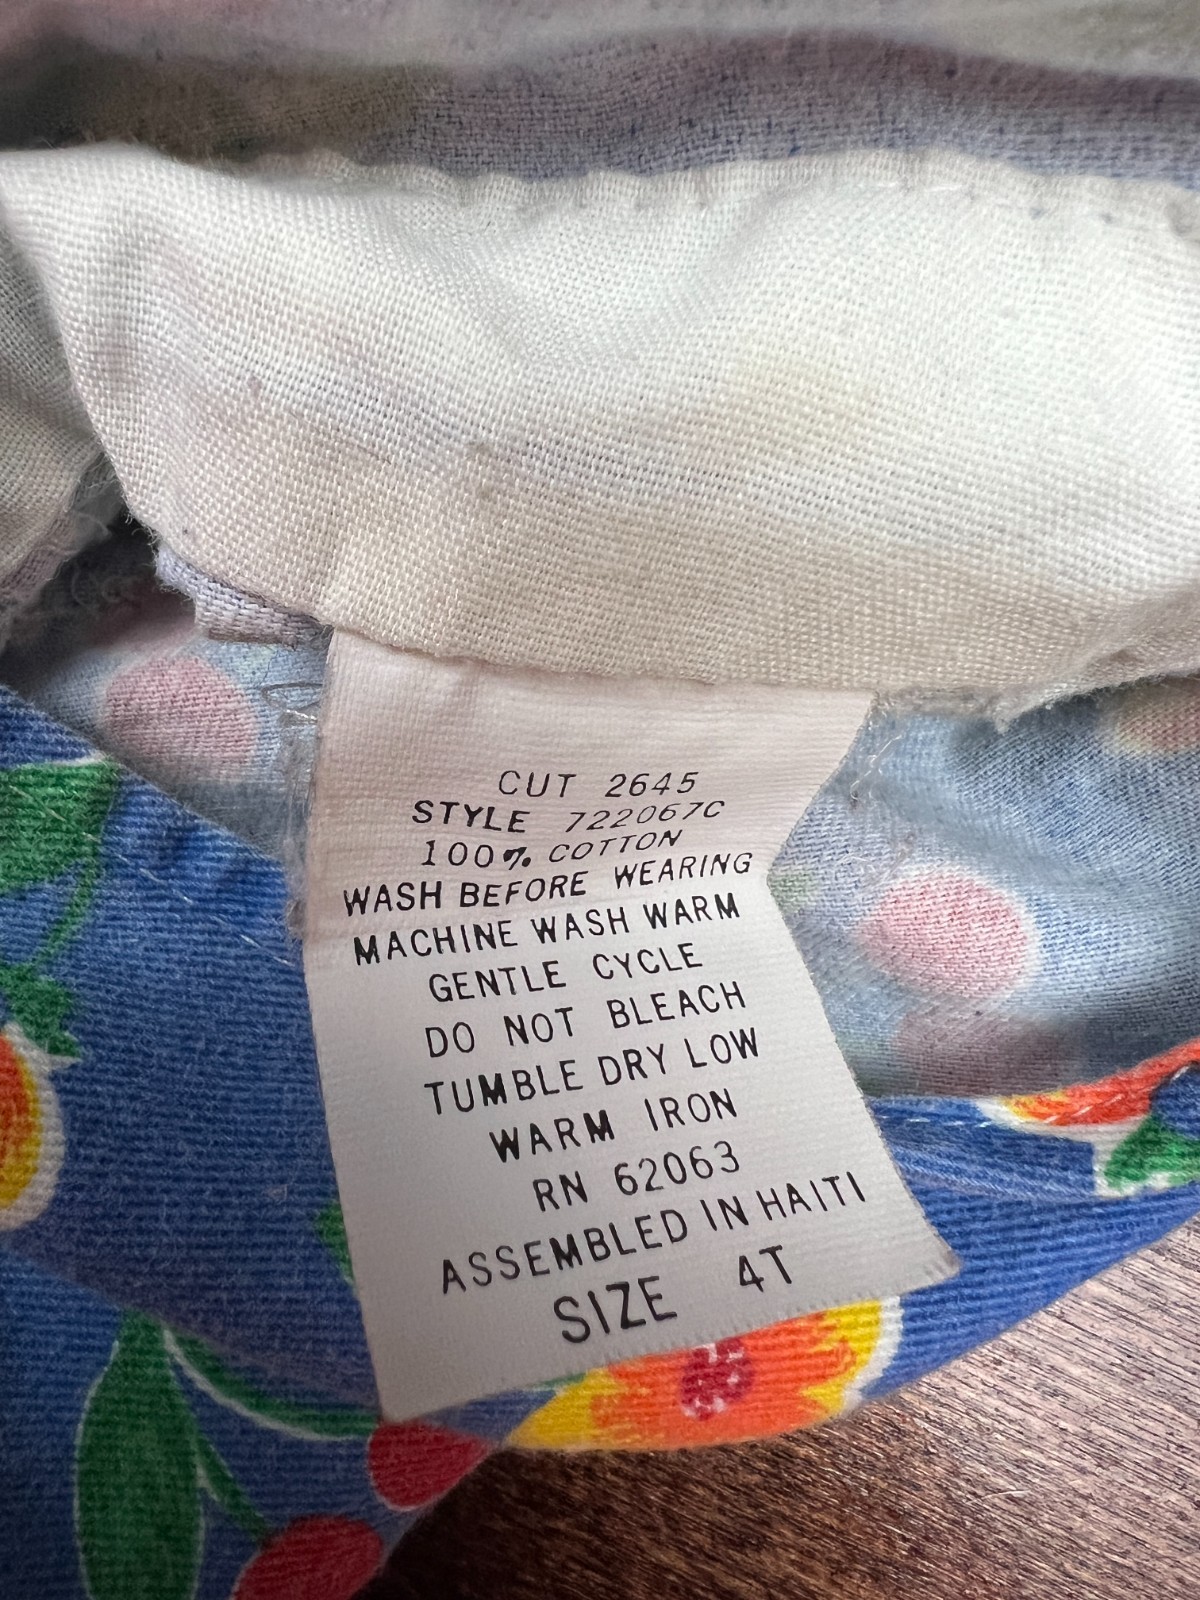 CUT 2645
STYLE 722067C
100% COTTON
WASH BEFORE WEARING
MACHINE WASH WARM
GENTLE CYCLE
DO NOT BLEACH
TUMBLE DRY LOW
WARM IRON
RN 62063
ASSEMBLED IN HAITI
SIZE 4T